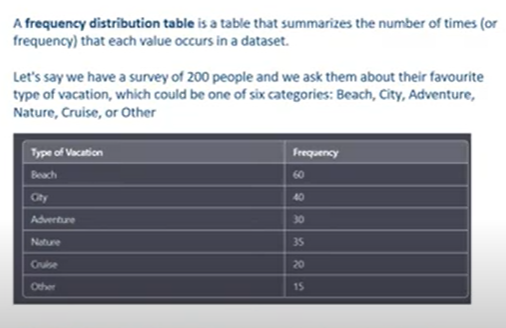 A frequency distribution table is a table that summarizes the number of times (or
frequency) that each value occurs in a dataset.
Let's say we have a survey of 200 people and we ask them about their favourite
type of vacation, which could be one of six categories: Beach, City, Adventure,
Nature, Cruise, or Other
Type of Vacation Frequency
Beach 60
City 40
Adventure 30
Nature 35
Cruise 20
Other 15